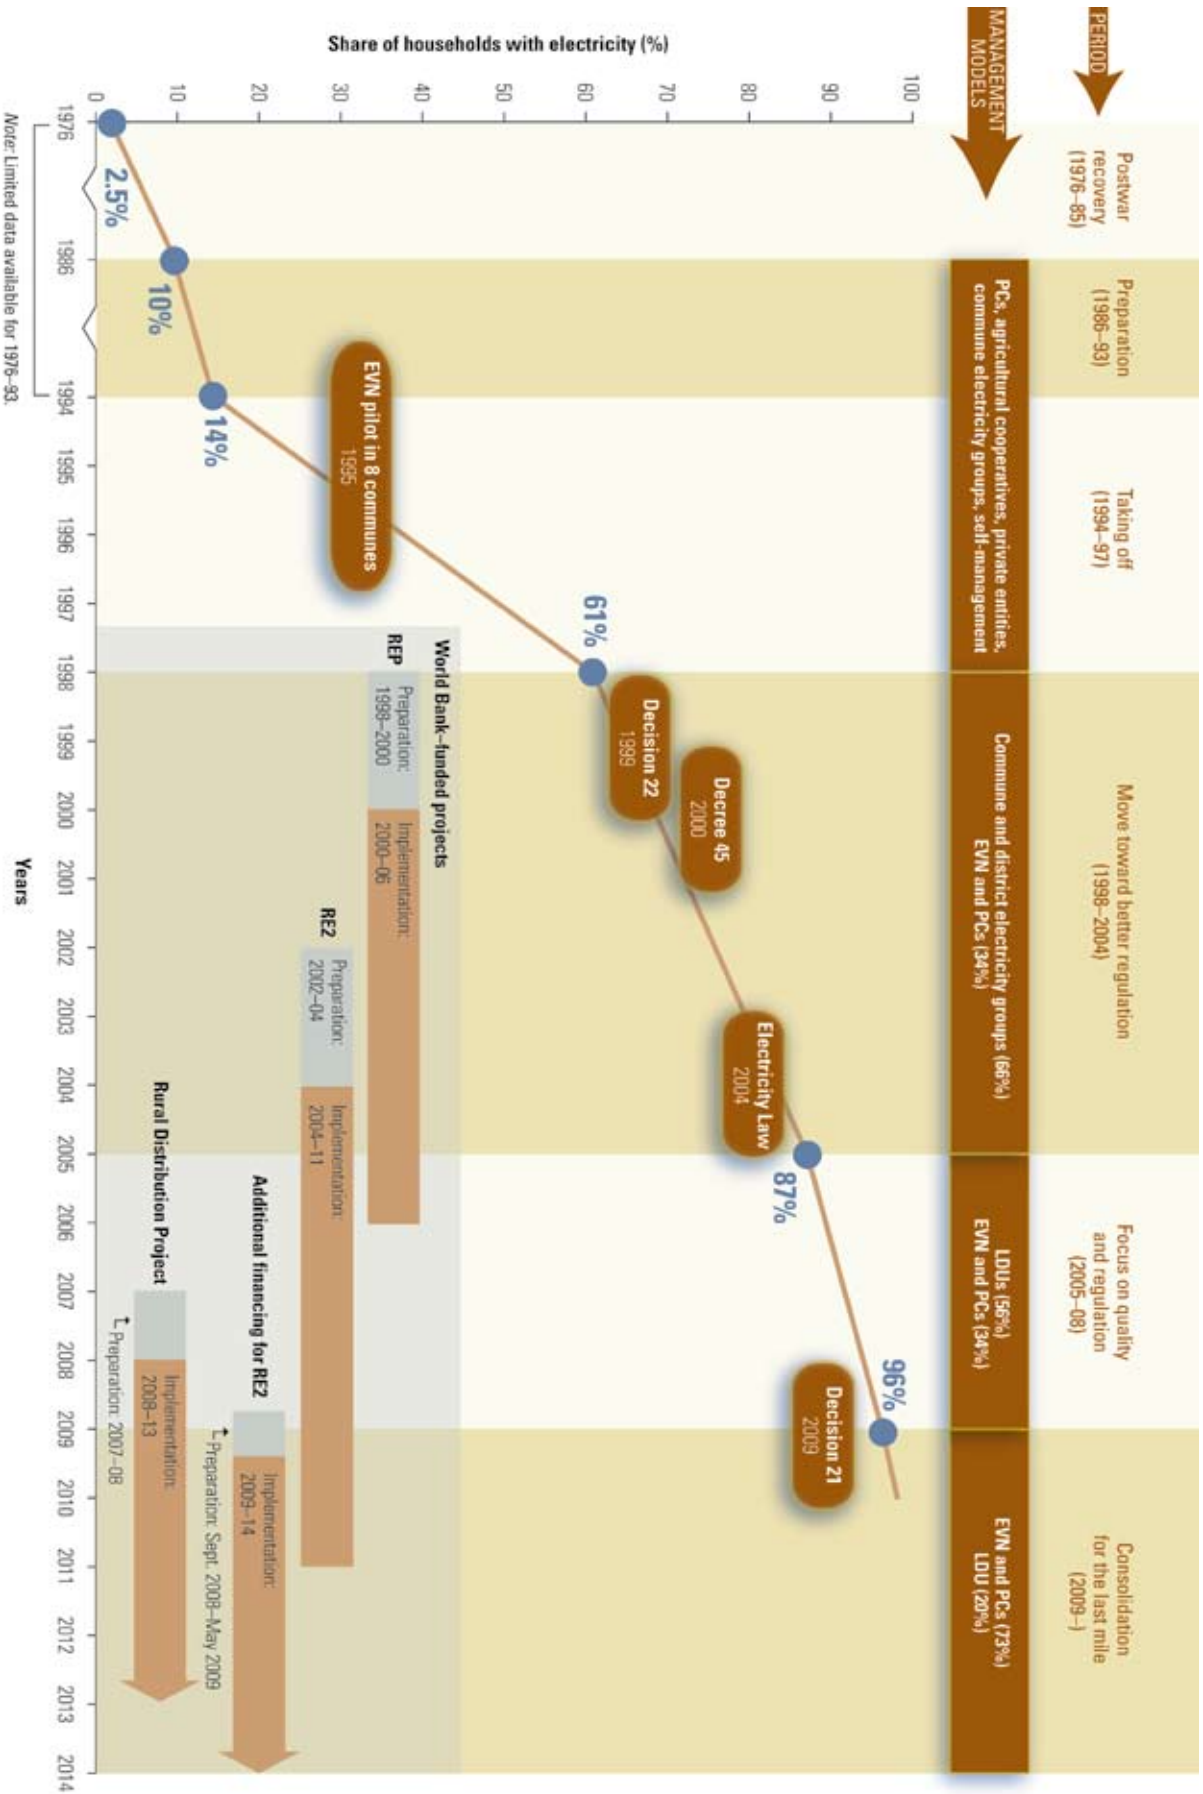 PERIOD
Postwar
recovery
(1976–85)
Preparation
(1986–93)
Taking off
(1994–97)
Move toward better regulation
(1998–2004)
Focus on quality
and regulation
(2005–08)
Consolidation
for the last mile
(2009–)
MANAGEMENT
MODELS
PCs, agricultural cooperatives, private entities,
commune electricity groups, self-management
Commune and district electricity groups (66%)
EVN and PCs (34%)
LDUs (56%)
EVN and PCs (34%)
EVN and PCs (73%)
LDU (20%)
Share of households with electricity (%)
100
90
80
70
60
50
40
30
20
10
0
2.5%
10%
14%
61%
87%
96%
EVN pilot in 8 communes
1995
Decision 22
1999
Decree 45
2000
Electricity Law
2004
Decision 21
2009
World Bank–funded projects
REP
Preparation:
1998–2000
Implementation:
2000–06
RE2
Preparation:
2002–04
Implementation:
2004–11
Additional financing for RE2
Implementation:
2009–14
Preparation: Sept. 2008–May 2009
Rural Distribution Project
Implementation:
2008–13
Preparation: 2007–08
1976
1986
1994
1995
1996
1997
1998
1999
2000
2001
2002
2003
2004
2005
2006
2007
2008
2009
2010
2011
2012
2013
2014
Years
Note: Limited data available for 1976–93.